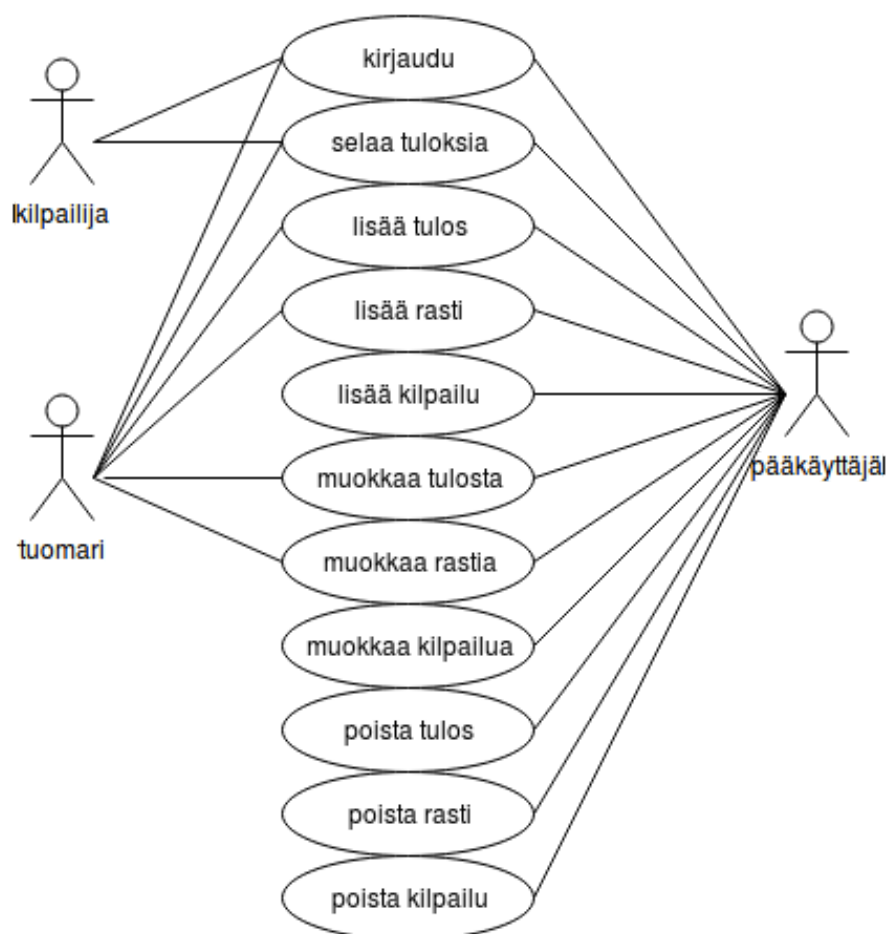 kirjaudu
selaa tuloksia
kilpailija
lisää tulos
lisää rasti
lisää kilpailu
pääkäyttäjä
muokkaa tulosta
muokkaa rastia
tuomari
muokkaa kilpailua
poista tulos
poista rasti
poista kilpailu